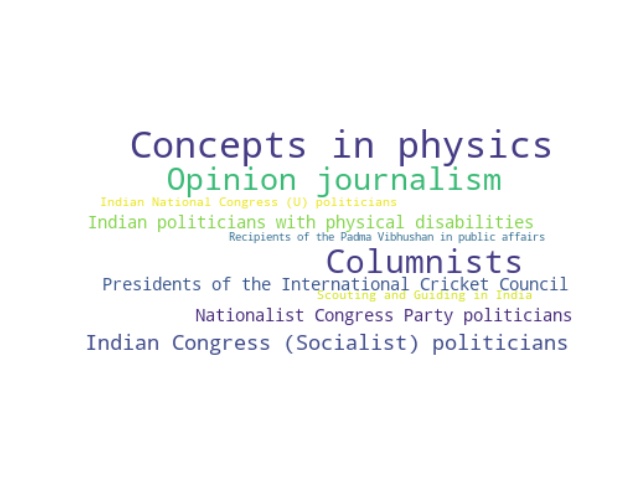 Concepts in physics
Opinion journalism
Indian National Congress (U) politicians
Indian politicians with physical disabilities
Recipients of the Padma Vibhushan in public affairs
Columnists
Presidents of the International Cricket Council
Scouting and Guiding in India
Nationalist Congress Party politicians
Indian Congress (Socialist) politicians